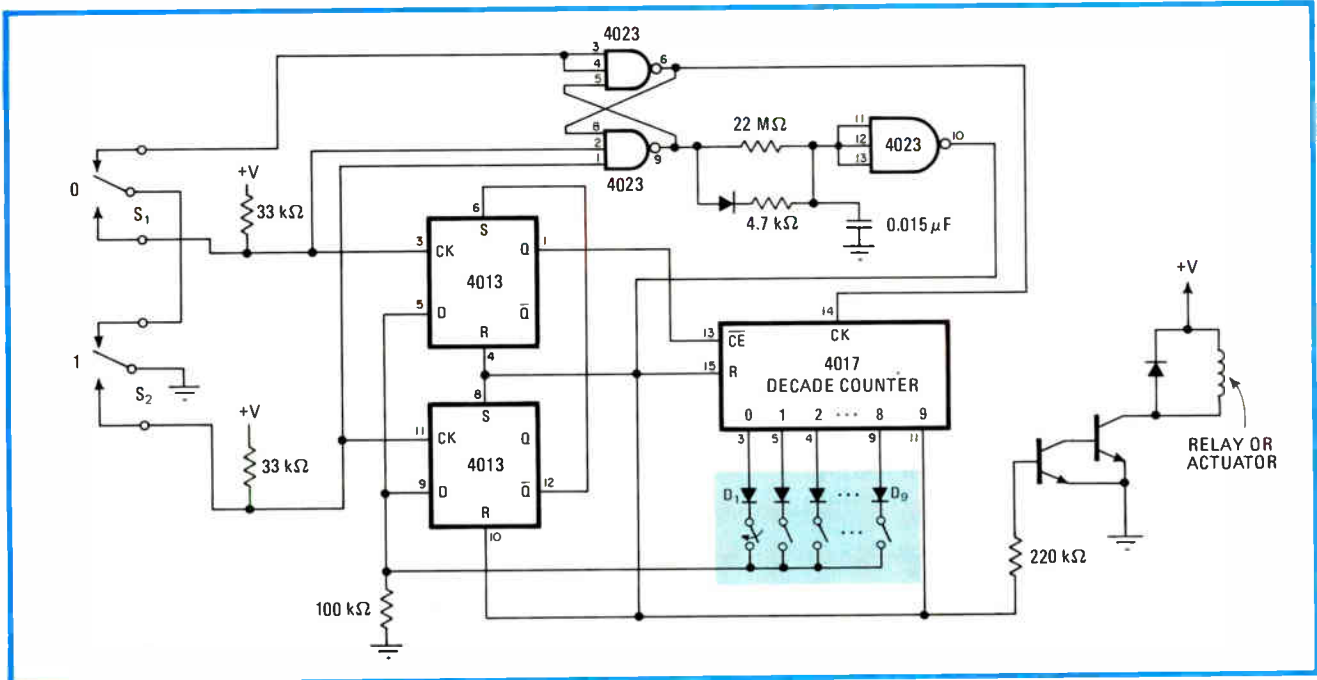 4023
3
4
5
6
8
2
1
9
4023
22 MΩ
4.7 kΩ
0.015 μF
11
12
13
4023
10
0
S1
+V
33 kΩ
1
S2
+V
33 kΩ
6
S
3 CK
Q 1
4013
5 D
Q̅
R
4
8
S
11 CK
Q
4013
9 D
Q̅ 12
R
10
100 kΩ
14
CK
13 C̅E̅
4017
15 R
DECADE COUNTER
0 1 2 ··· 8 9
3 5 4 9 11
D1 ··· D9
···
+V
RELAY OR
ACTUATOR
220 kΩ